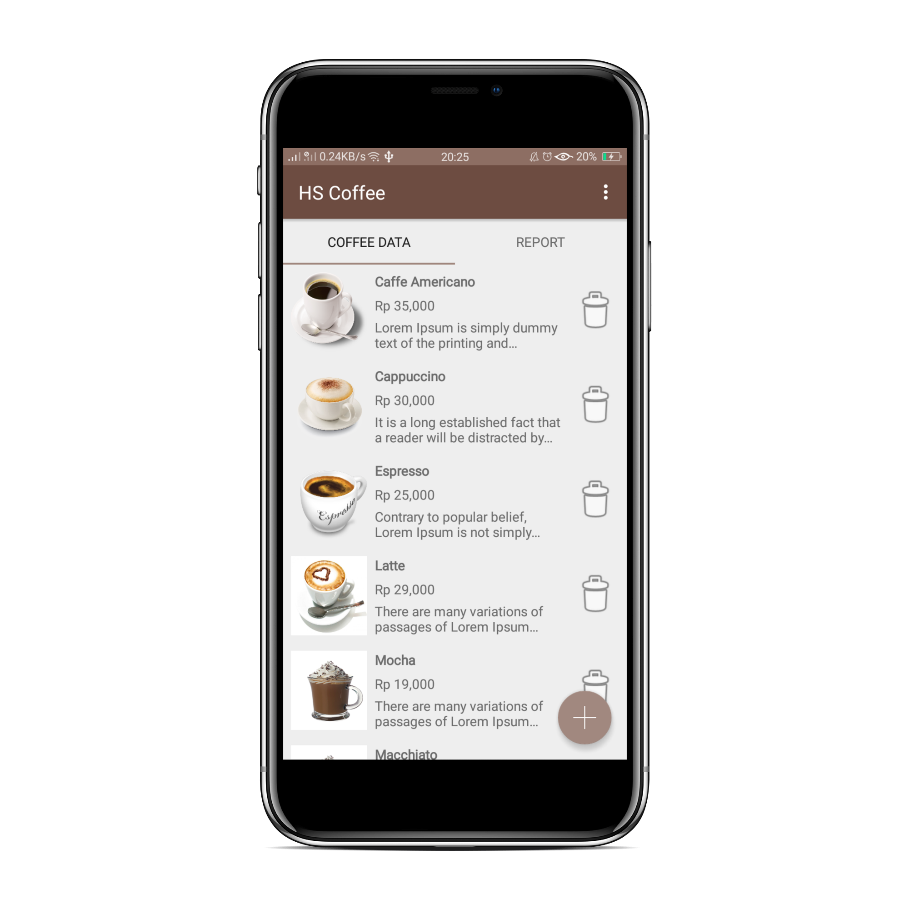 0.24KB/s 20:25 20%
HS Coffee
COFFEE DATA REPORT
Caffe Americano
Rp 35,000
Lorem Ipsum is simply dummy
text of the printing and...
Cappuccino
Rp 30,000
It is a long established fact that
a reader will be distracted by...
Espresso
Rp 25,000
Contrary to popular belief,
Lorem Ipsum is not simply...
Espresso
Latte
Rp 29,000
There are many variations of
passages of Lorem Ipsum...
Mocha
Rp 19,000
There are many variations of
passages of Lorem Ipsum...
Macchiato